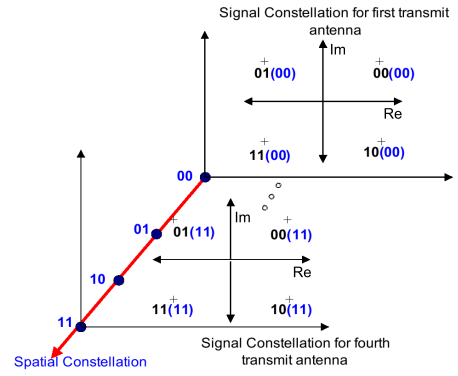 Signal Constellation for first transmit
antenna
Im
01(00)
00(00)
Re
11(00)
10(00)
00
01
01(11)
Im
00(11)
10
Re
11(11)
10(11)
11
Signal Constellation for fourth
transmit antenna
Spatial Constellation